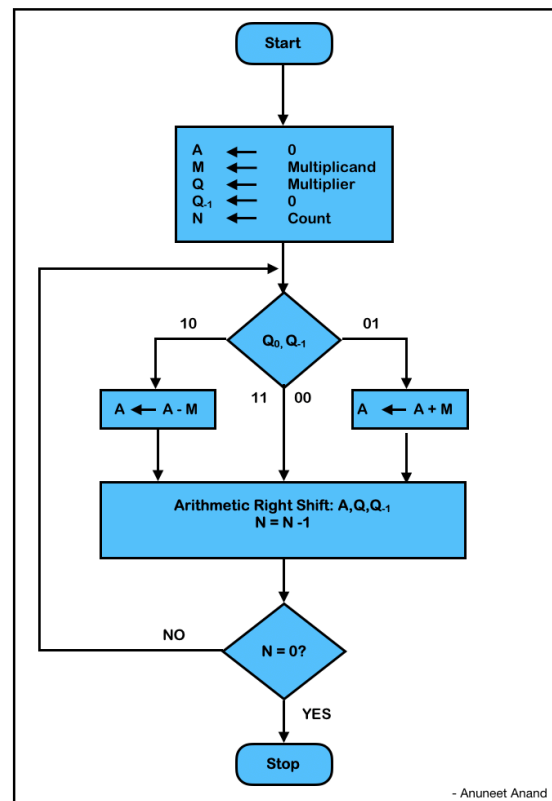 Start
A ← 0
M ← Multiplicand
Q ← Multiplier
Q₋₁ ← 0
N ← Count
10
Q₀, Q₋₁
01
A ← A - M
11 00
A ← A + M
Arithmetic Right Shift: A,Q,Q₋₁
N = N -1
NO
N = 0?
YES
Stop
- Anuneet Anand